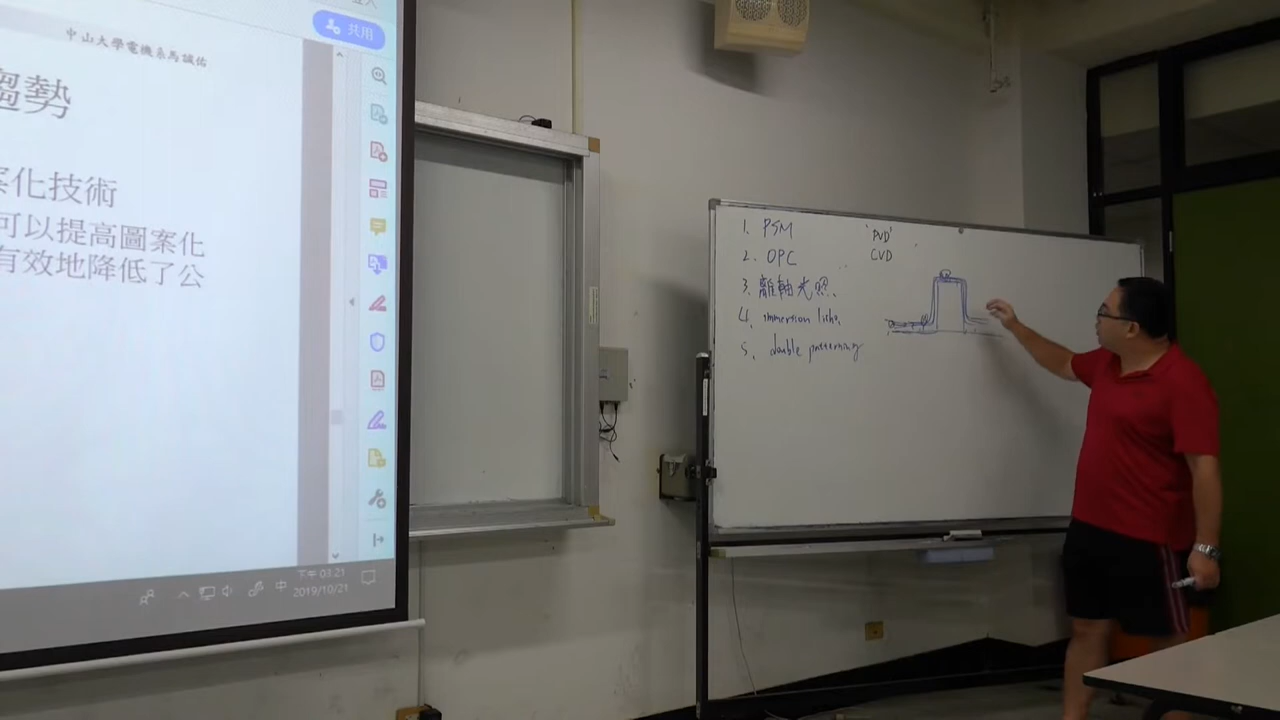 共用
中山大學電機系馬誠佑
趨勢
案化技術
可以提高圖案化
有效地降低了公
中
下午 03:21
2019/10/21
1. PSM
2. OPC
3. 離軸光照.
4. immersion litho.
5. double patterning
PVD
CVD